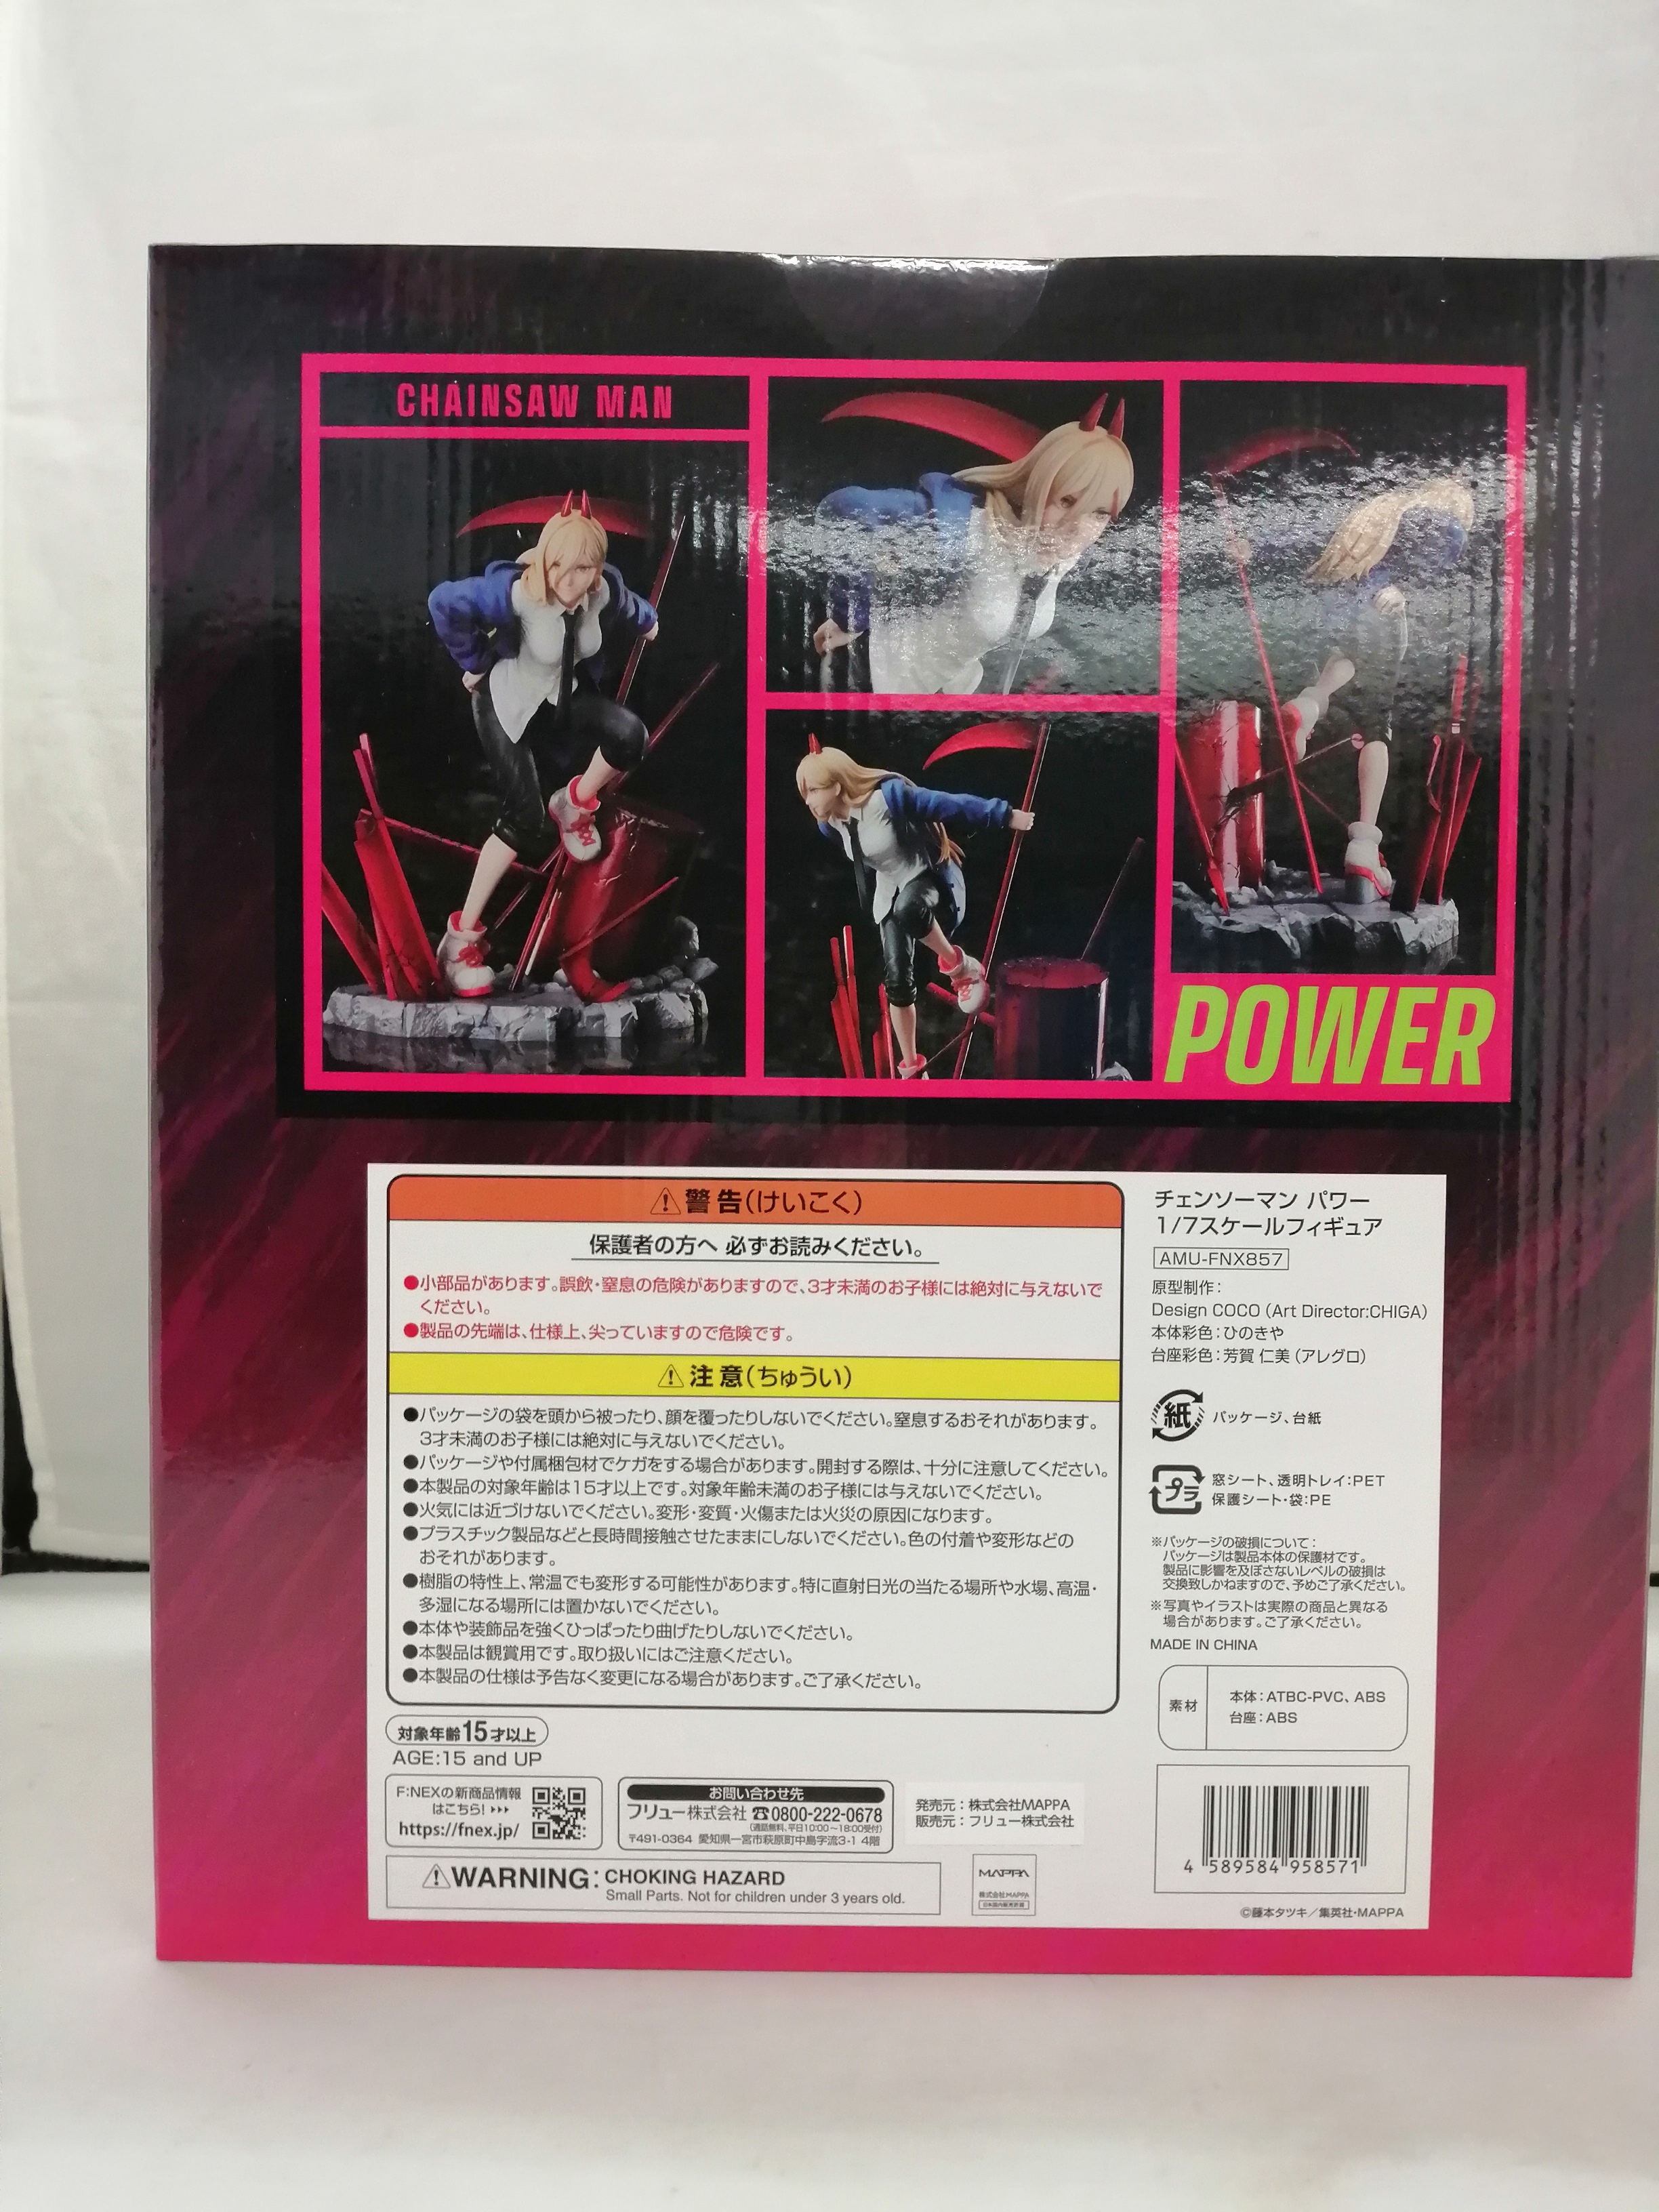 CHAINSAW MAN
POWER
⚠警告(けいこく)
保護者の方へ 必ずお読みください。
●小部品があります。誤飲・窒息の危険がありますので、3才未満のお子様には絶対に与えないで
ください。
●製品の先端は、仕様上、尖っていますので危険です。
⚠注意(ちゅうい)
●パッケージの袋を頭から被ったり、顔を覆ったりしないでください。窒息するおそれがあります。
3才未満のお子様には絶対に与えないでください。
●パッケージや付属梱包材でケガをする場合があります。開封する際は、十分に注意してください。
●本製品の対象年齢は15才以上です。対象年齢未満のお子様には与えないでください。
●火気には近づけないでください。変形・変質・火傷または火災の原因になります。
●プラスチック製品などと長時間接触させたままにしないでください。色の付着や変形などの
おそれがあります。
●樹脂の特性上、常温でも変形する可能性があります。特に直射日光の当たる場所や水場、高温・
多湿になる場所には置かないでください。
●本体や装飾品を強くひっぱったり曲げたりしないでください。
●本製品は観賞用です。取り扱いにはご注意ください。
●本製品の仕様は予告なく変更になる場合があります。ご了承ください。
対象年齢15才以上
AGE:15 and UP
F:NEXの新商品情報
はこちら!
https://fnex.jp/
お問い合わせ先
フリュー株式会社 ☎0800-222-0678
(通話無料、平日10:00～18:00受付)
〒491-0364 愛知県一宮市萩原町中島字流3-1 4階
発売元：株式会社MAPPA
販売元：フリュー株式会社
⚠WARNING: CHOKING HAZARD
Small Parts. Not for children under 3 years old.
MAPPA
株式会社MAPPA
日本国内販売許諾
チェンソーマン パワー
1/7スケールフィギュア
AMU-FNX857
原型制作：
Design COCO (Art Director:CHIGA)
本体彩色：ひのきや
台座彩色：芳賀 仁美（アレグロ）
紙 パッケージ、台紙
プラ 窓シート、透明トレイ：PET
保護シート・袋：PE
※パッケージの破損について：
パッケージは製品本体の保護材です。
製品に影響を及ぼさないレベルの破損は
交換致しかねますので、予めご了承ください。
※写真やイラストは実際の商品と異なる
場合があります。ご了承ください。
MADE IN CHINA
素材
本体：ATBC-PVC、ABS
台座：ABS
4 589584 958571
©藤本タツキ／集英社・MAPPA